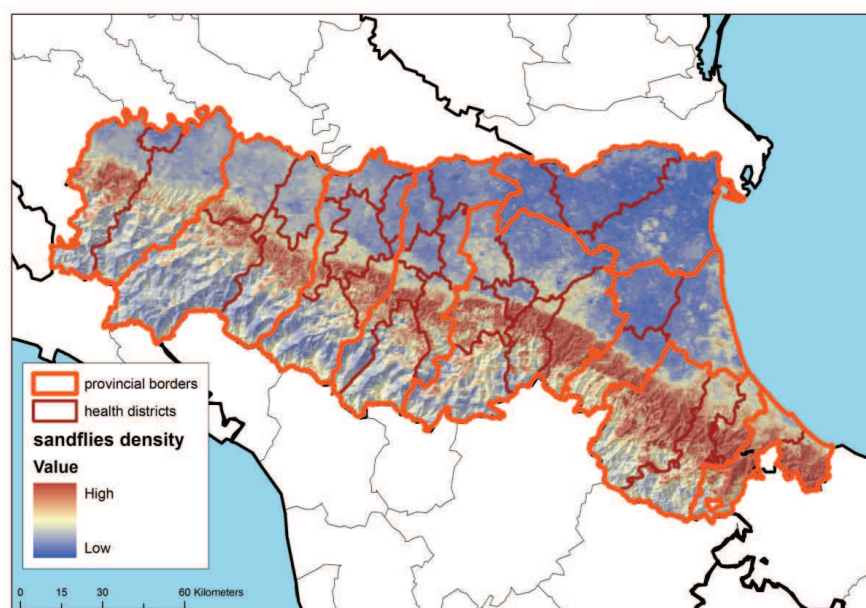 provincial borders
health districts
sandflies density
Value
High
Low
0 15 30 60 Kilometers